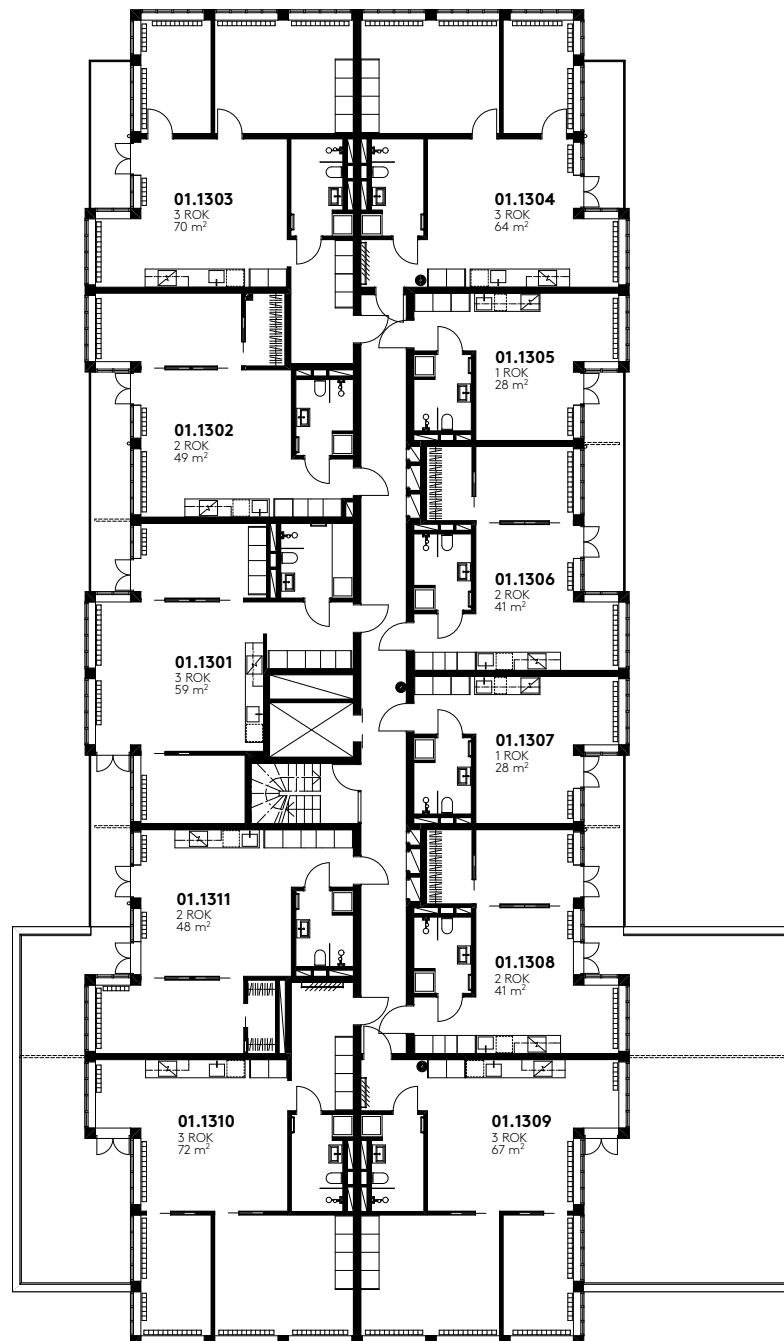 01.1303
3 ROK
70 m²
01.1304
3 ROK
64 m²
01.1305
1 ROK
28 m²
01.1302
2 ROK
49 m²
01.1306
2 ROK
41 m²
01.1301
3 ROK
59 m²
01.1307
1 ROK
28 m²
01.1311
2 ROK
48 m²
01.1308
2 ROK
41 m²
01.1310
3 ROK
72 m²
01.1309
3 ROK
67 m²